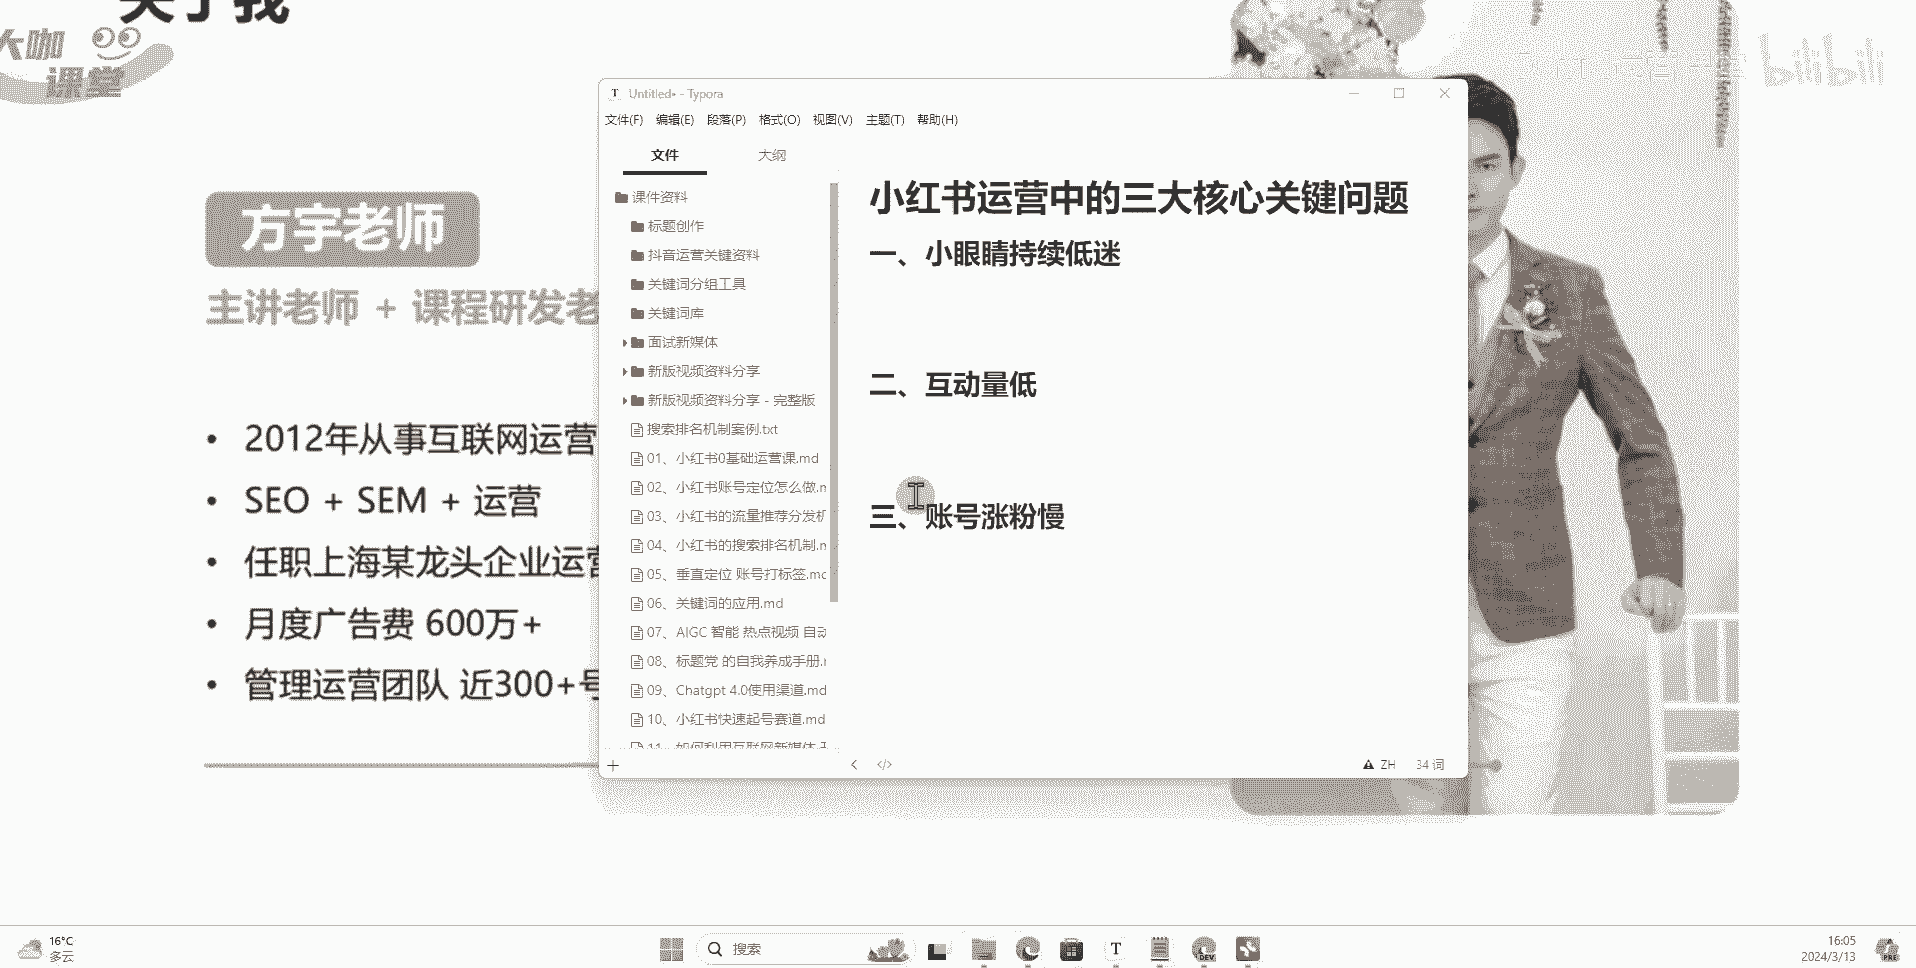 关于我
大咖
课堂
bilibili
方宇老师
主讲老师 + 课程研发老
2012年从事互联网运营
SEO + SEM + 运营
任职上海某龙头企业运营
月度广告费 600万+
管理运营团队 近300+号
T Untitled• - Typora
文件(F) 编辑(E) 段落(P) 格式(O) 视图(V) 主题(T) 帮助(H)
文件 大纲
课件资料
标题创作
抖音运营关键资料
关键词分组工具
关键词库
面试新媒体
新版视频资料分享
新版视频资料分享 - 完整版
搜索排名机制案例.txt
01、小红书0基础运营课.md
02、小红书账号定位怎么做.m
03、小红书的流量推荐分发机
04、小红书的搜索排名机制.m
05、垂直定位 账号打标签.mc
06、关键词的应用.md
07、AIGC 智能 热点视频 自动
08、标题党 的自我养成手册.r
09、Chatgpt 4.0使用渠道.md
10、小红书快速起号赛道.md
11、如何利用互联网新媒体
小红书运营中的三大核心关键问题
一、小眼睛持续低迷
二、互动量低
三、账号涨粉慢
ZH 34 词
16°C
多云
搜索
T
DEV
16:05
2024/3/13
PRE